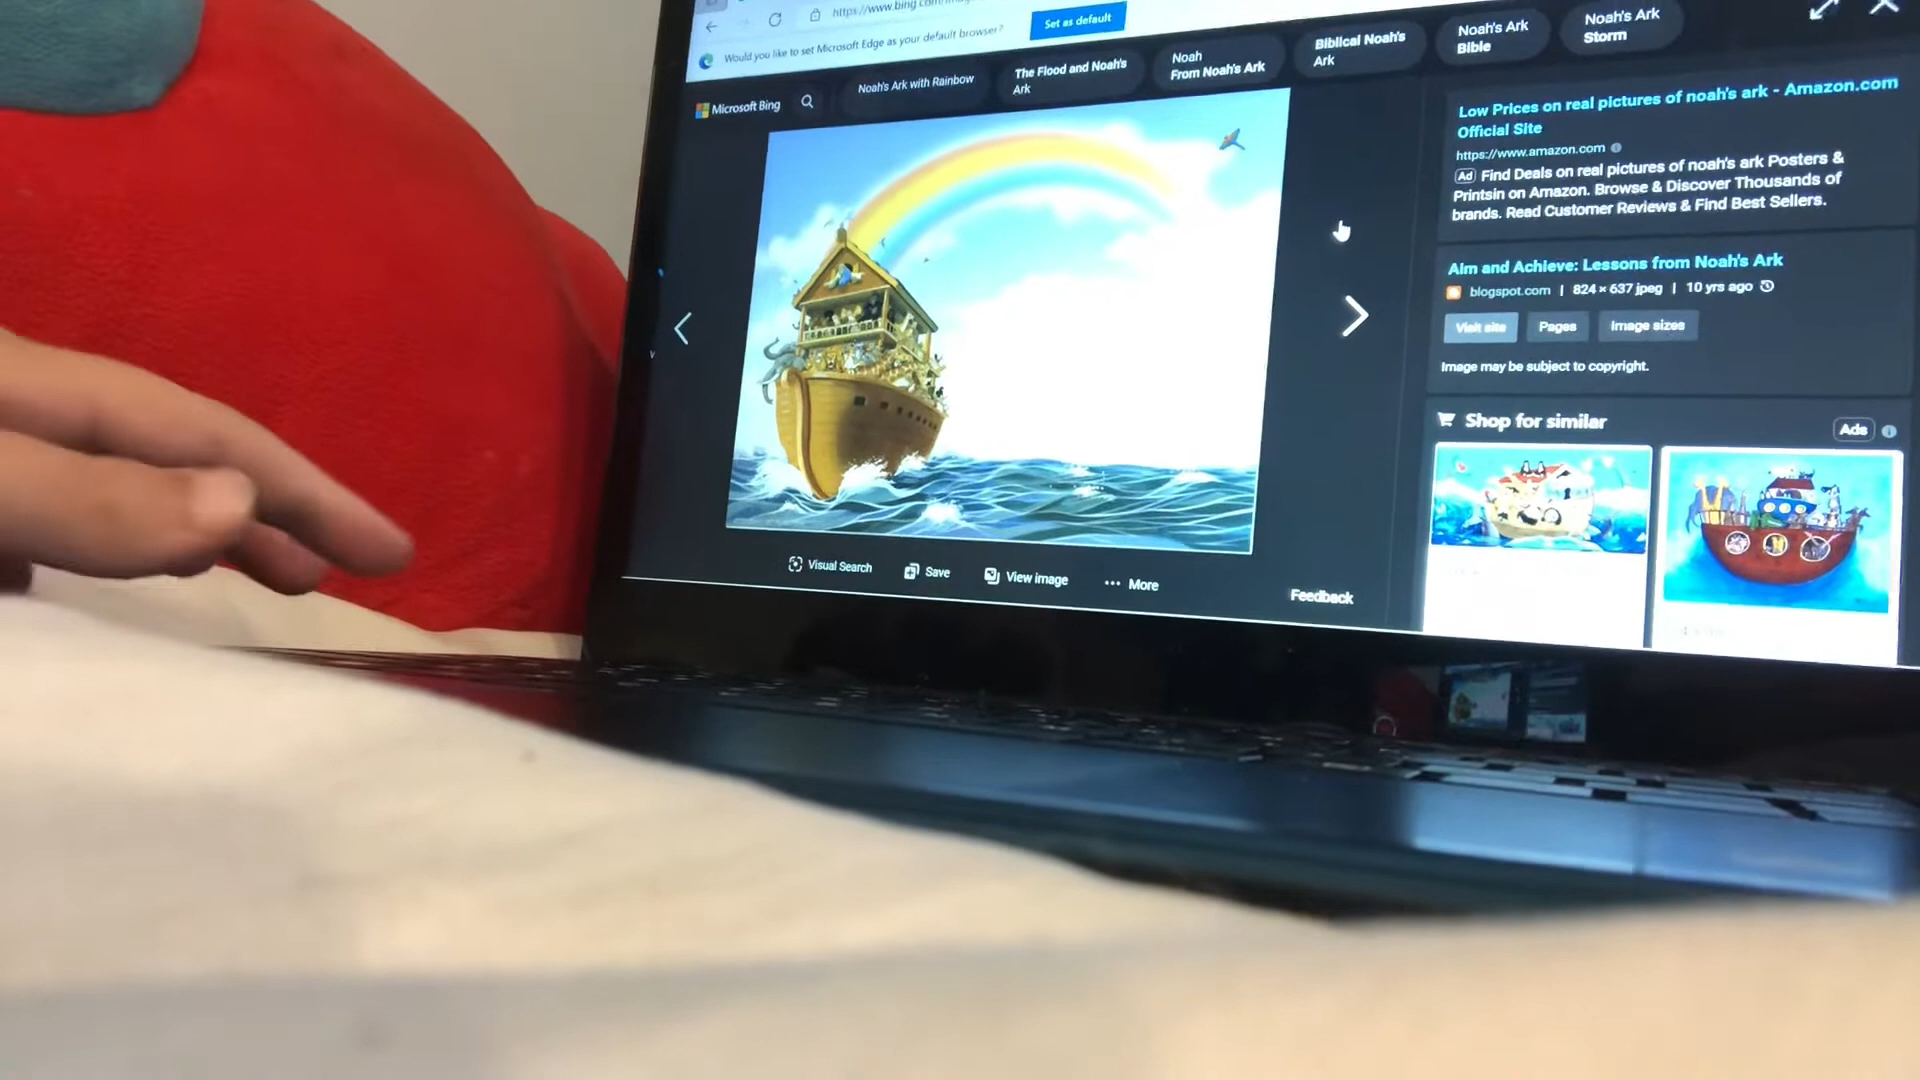 https://www.bing.com/
Would you like to set Microsoft Edge as your default browser?
Set as default
Microsoft Bing
Noah's Ark with Rainbow
The Flood and Noah's
Ark
Noah
From Noah's Ark
Biblical Noah's
Ark
Noah's Ark
Bible
Noah's Ark
Storm
Low Prices on real pictures of noah's ark - Amazon.com
Official Site
https://www.amazon.com
Ad Find Deals on real pictures of noah's ark Posters &
Printsin on Amazon. Browse & Discover Thousands of
brands. Read Customer Reviews & Find Best Sellers.
Aim and Achieve: Lessons from Noah's Ark
blogspot.com | 824 × 637 jpeg | 10 yrs ago
Visit site
Pages
Image sizes
Image may be subject to copyright.
Shop for similar
Ads
Visual Search
Save
View image
More
Feedback